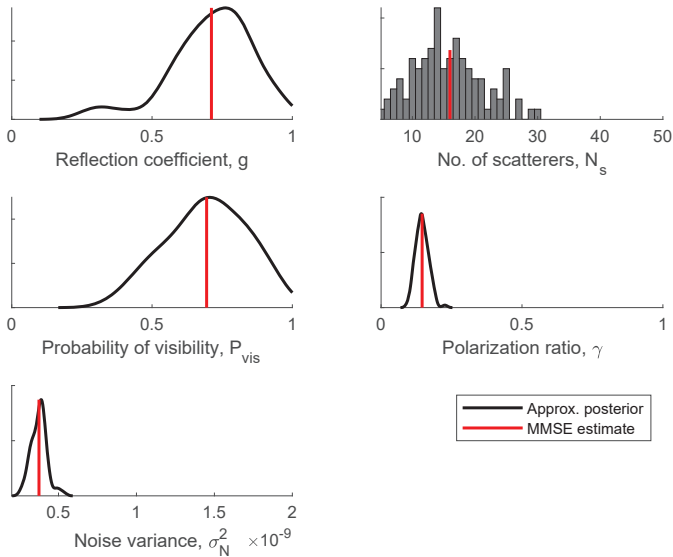 0 0.5 1
Reflection coefficient, g
10 20 30 40 50
No. of scatterers, N_s
0 0.5 1
Probability of visibility, P_vis
0 0.5 1
Polarization ratio, γ
0.5 1 1.5 2
Noise variance, σ_N^2 ×10^-9
Approx. posterior
MMSE estimate